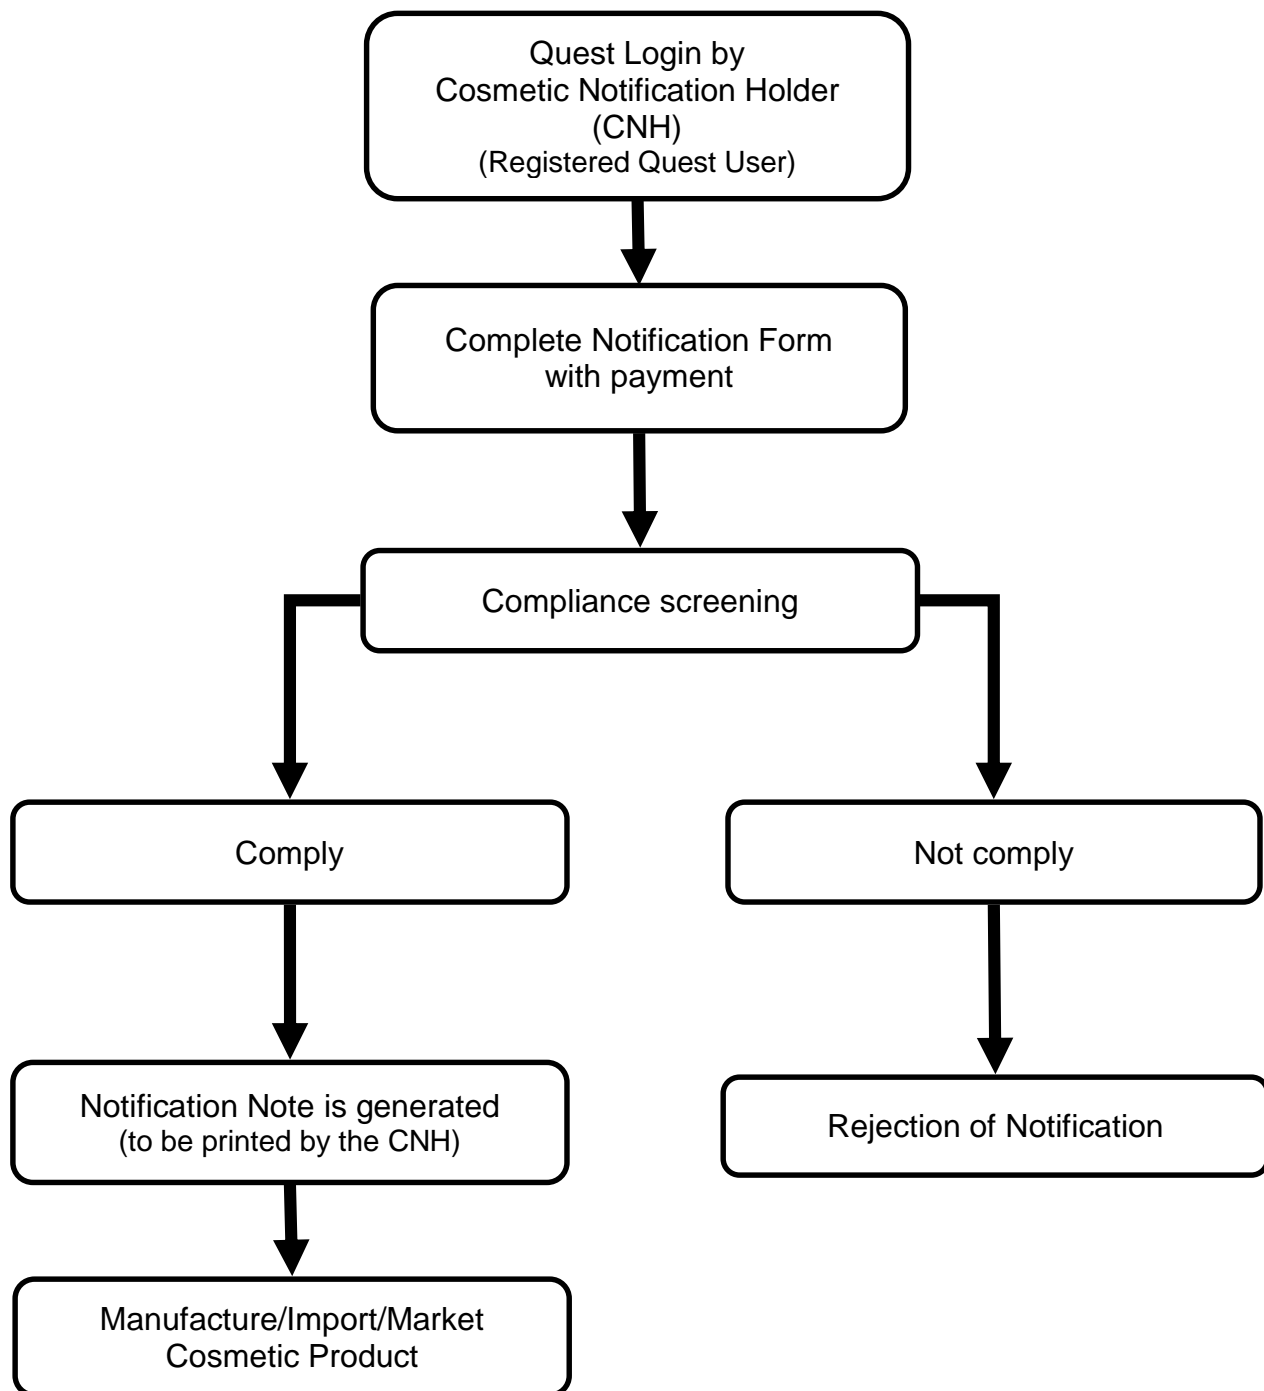 Quest Login by
Cosmetic Notification Holder
(CNH)
(Registered Quest User)
Complete Notification Form
with payment
Compliance screening
Comply
Not comply
Notification Note is generated
(to be printed by the CNH)
Rejection of Notification
Manufacture/Import/Market
Cosmetic Product